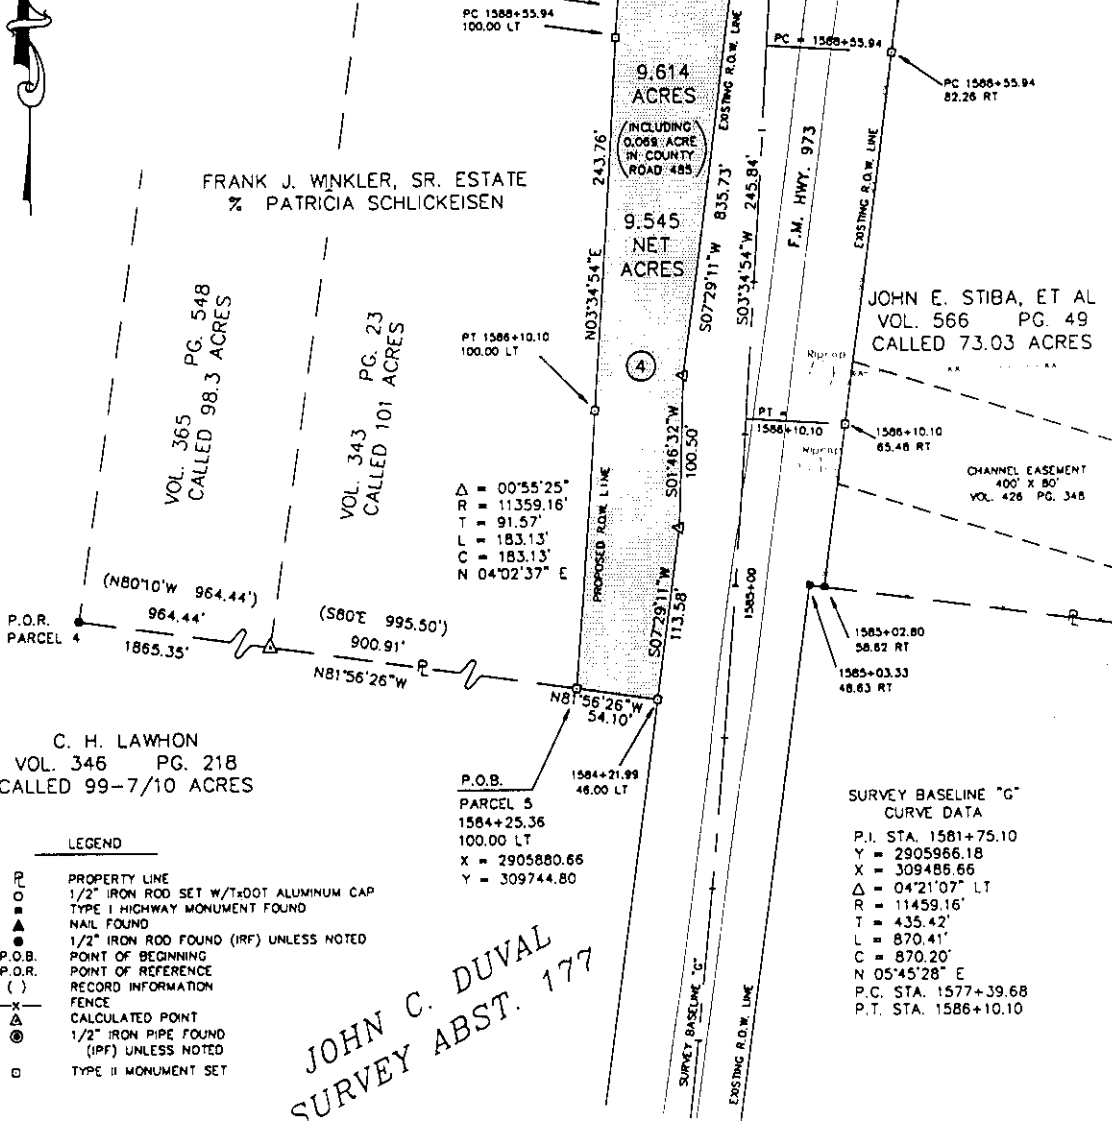 PC 1588+55.94
100.00 LT
9.614
ACRES
(INCLUDING
0.069 ACRE
IN COUNTY
ROAD 485)
9.545
NET
ACRES
243.76'
N03°34'54"E
EXISTING R.O.W. LINE
835.73'
S07°29'11"W
245.84'
S03°34'54"W
PC = 1588+55.94
F.M. HWY. 973
EXISTING R.O.W. LINE
PC 1588+55.94
82.26 RT
FRANK J. WINKLER, SR. ESTATE
% PATRICIA SCHLICKEISEN
VOL. 365 PG. 548
CALLED 98.3 ACRES
VOL. 343 PG. 23
CALLED 101 ACRES
JOHN E. STIBA, ET AL
VOL. 566 PG. 49
CALLED 73.03 ACRES
PT 1586+10.10
100.00 LT
4
Riprap
xx xx xx
PT =
1586+10.10
1586+10.10
65.48 RT
Riprap
CHANNEL EASEMENT
400' X 80'
VOL. 426 PG. 348
S01°46'32"W
100.50'
Δ = 00°55'25"
R = 11359.16'
T = 91.57'
L = 183.13'
C = 183.13'
N 04°02'37" E
PROPOSED R.O.W. LINE
S07°29'11"W
113.58'
1585+00
P.O.R.
PARCEL 4
(N80°10'W 964.44')
964.44'
1865.35'
(S80°E 995.50')
900.91'
N81°56'26"W
PL
PL
1585+02.80
58.62 RT
1585+03.33
48.63 RT
N81°56'26"W
54.10'
C. H. LAWHON
VOL. 346 PG. 218
CALLED 99-7/10 ACRES
P.O.B.
PARCEL 5
1584+25.36
100.00 LT
X = 2905880.66
Y = 309744.80
1584+21.99
46.00 LT
SURVEY BASELINE "G"
CURVE DATA
P.I. STA. 1581+75.10
Y = 2905966.18
X = 309486.66
Δ = 04°21'07" LT
R = 11459.16'
T = 435.42'
L = 870.41'
C = 870.20'
N 05°45'28" E
P.C. STA. 1577+39.68
P.T. STA. 1586+10.10
LEGEND
PL PROPERTY LINE
1/2" IRON ROD SET W/TxDOT ALUMINUM CAP
TYPE I HIGHWAY MONUMENT FOUND
NAIL FOUND
1/2" IRON ROD FOUND (IRF) UNLESS NOTED
P.O.B. POINT OF BEGINNING
P.O.R. POINT OF REFERENCE
( ) RECORD INFORMATION
x FENCE
CALCULATED POINT
1/2" IRON PIPE FOUND
(IPF) UNLESS NOTED
TYPE II MONUMENT SET
JOHN C. DUVAL
SURVEY ABST. 177
SURVEY BASELINE "G"
EXISTING R.O.W. LINE